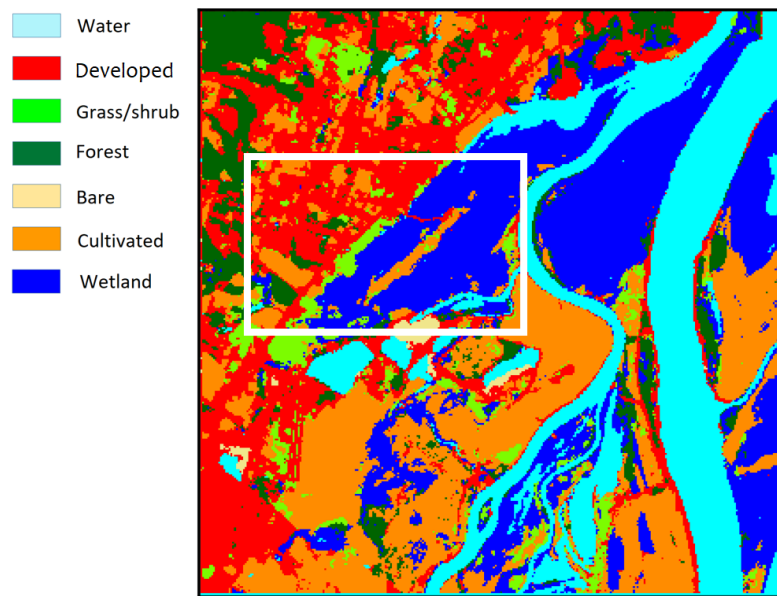 Water
Developed
Grass/shrub
Forest
Bare
Cultivated
Wetland